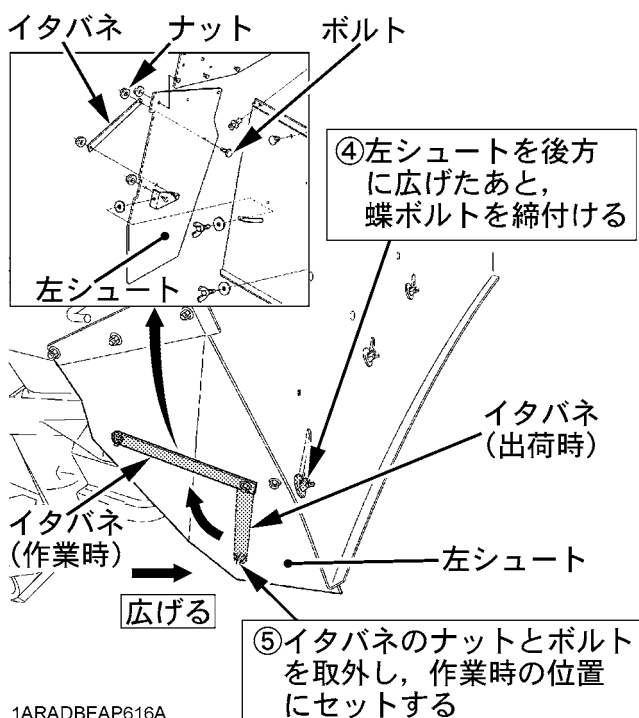 イタバネ ナット ボルト
④左シュートを後方
に広げたあと，
蝶ボルトを締付ける
左シュート
イタバネ
（出荷時）
イタバネ
（作業時）
左シュート
広げる
⑤イタバネのナットとボルト
を取外し，作業時の位置
にセットする
1ARADBEAP616A